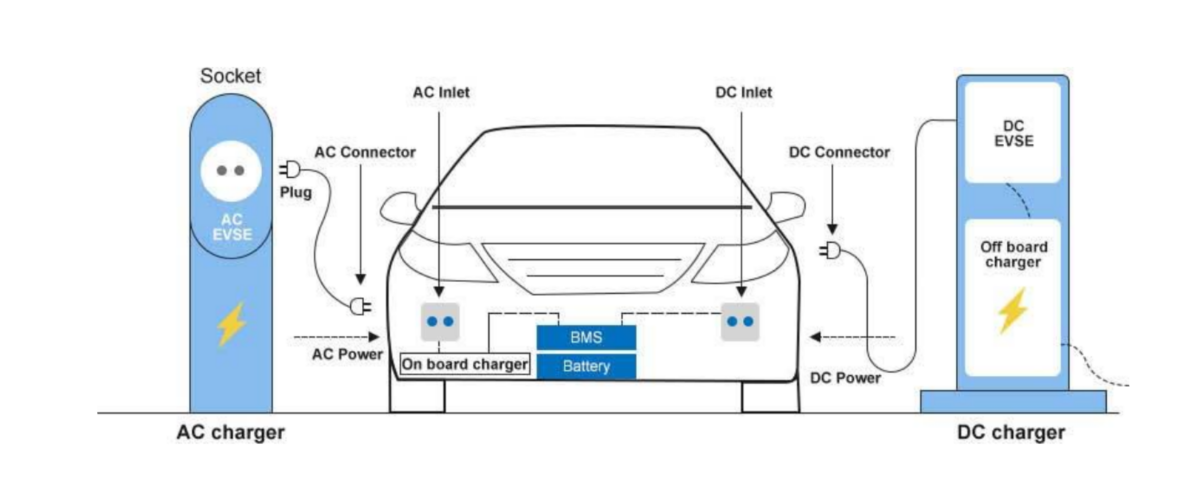 Socket
AC Inlet
DC Inlet
AC Connector
DC Connector
DC
EVSE
Plug
AC
EVSE
Off board
charger
BMS
AC Power
On board charger
Battery
DC Power
AC charger
DC charger